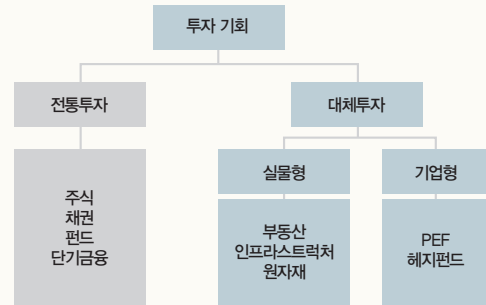 투자 기회
전통투자
대체투자
주식
채권
펀드
단기금융
실물형
기업형
부동산
인프라스트럭처
원자재
PEF
헤지펀드